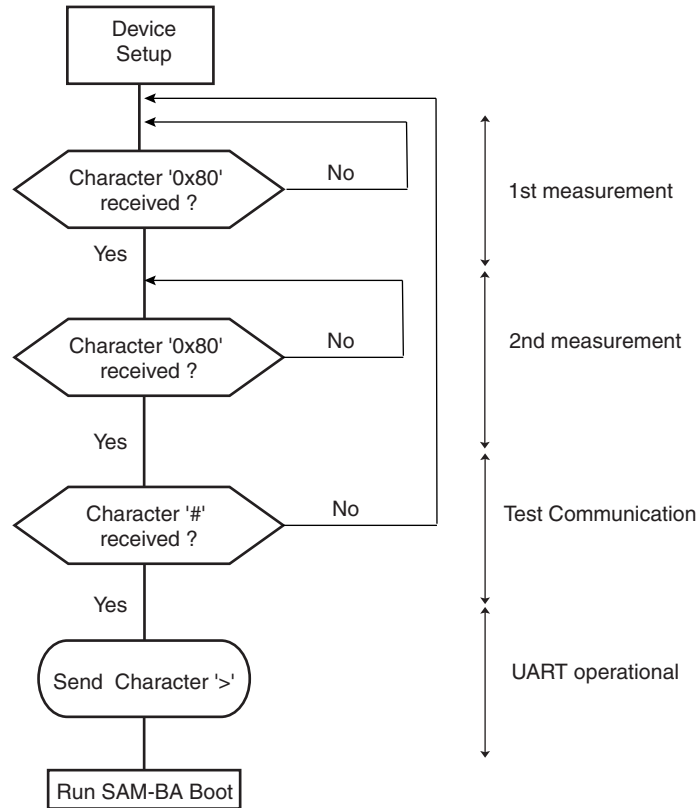 Device
Setup
Character '0x80'
received ?
No
1st measurement
Yes
Character '0x80'
received ?
No
2nd measurement
Yes
Character '#'
received ?
No
Test Communication
Yes
Send Character '>'
UART operational
Run SAM-BA Boot